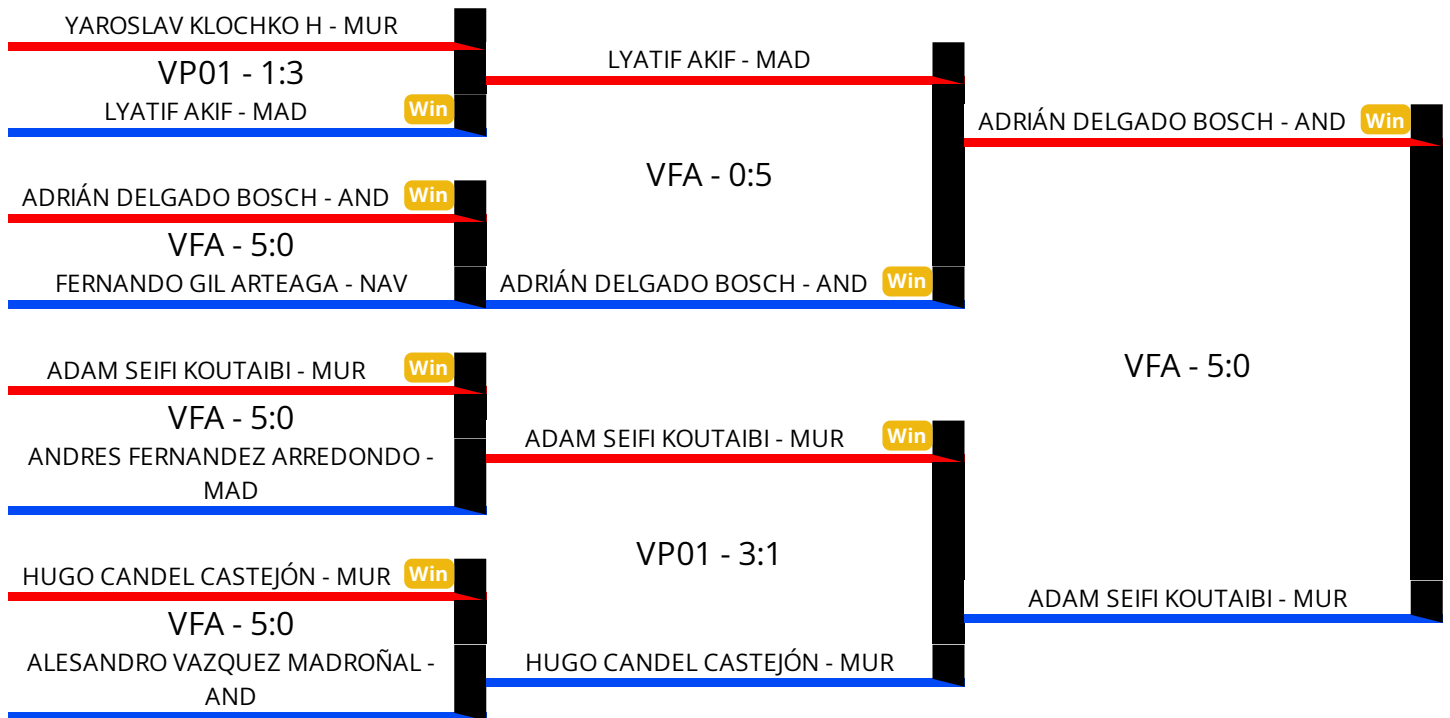 YAROSLAV KLOCHKO H - MUR
VP01 - 1:3
LYATIF AKIF - MAD
Win
ADRIÁN DELGADO BOSCH - AND
Win
VFA - 5:0
FERNANDO GIL ARTEAGA - NAV
ADAM SEIFI KOUTAIBI - MUR
Win
VFA - 5:0
ANDRES FERNANDEZ ARREDONDO -
MAD
HUGO CANDEL CASTEJÓN - MUR
Win
VFA - 5:0
ALESANDRO VAZQUEZ MADROÑAL -
AND
LYATIF AKIF - MAD
VFA - 0:5
ADRIÁN DELGADO BOSCH - AND
Win
ADAM SEIFI KOUTAIBI - MUR
Win
VP01 - 3:1
HUGO CANDEL CASTEJÓN - MUR
ADRIÁN DELGADO BOSCH - AND
Win
VFA - 5:0
ADAM SEIFI KOUTAIBI - MUR